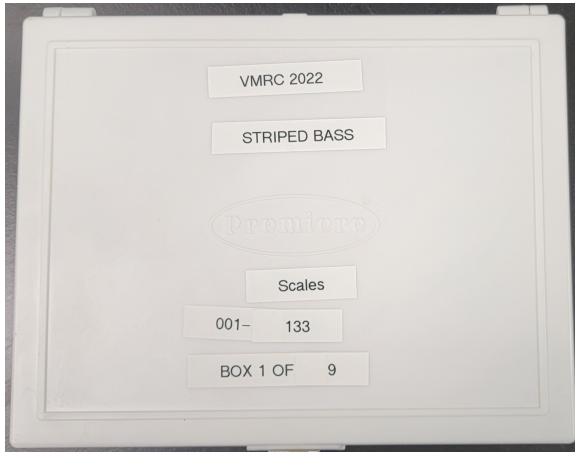 VMRC 2022
STRIPED BASS
Premiere
Scales
001- 133
BOX 1 OF 9